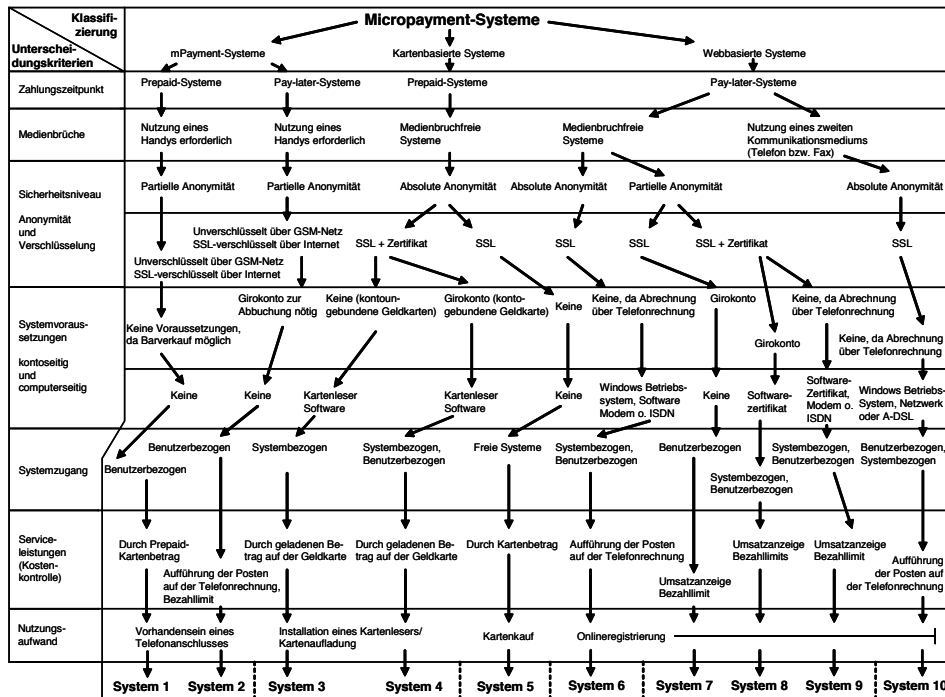 Klassifi-
zierung
Unterschei-
dungskriterien
Micropayment-Systeme
mPayment-Systeme
Kartenbasierte Systeme
Webbasierte Systeme
Zahlungszeitpunkt
Prepaid-Systeme
Pay-later-Systeme
Prepaid-Systeme
Pay-later-Systeme
Medienbrüche
Nutzung eines
Handys erforderlich
Nutzung eines
Handys erforderlich
Medienbruchfreie
Systeme
Medienbruchfreie
Systeme
Nutzung eines zweiten
Kommunikationsmediums
(Telefon bzw. Fax)
Sicherheitsniveau
Anonymität
und
Verschlüsselung
Partielle Anonymität
Partielle Anonymität
Absolute Anonymität
Absolute Anonymität
Partielle Anonymität
Absolute Anonymität
Unverschlüsselt über GSM-Netz
SSL-verschlüsselt über Internet
SSL + Zertifikat
SSL
SSL
SSL
SSL + Zertifikat
SSL
Unverschlüsselt über GSM-Netz
SSL-verschlüsselt über Internet
Systemvoraus-
setzungen
kontoseitig
und
computerseitig
Keine Voraussetzungen,
da Barverkauf möglich
Girokonto zur
Abbuchung nötig
Keine (kontoun-
gebundene Geldkarten)
Girokonto (konto-
gebundene Geldkarte)
Keine
Keine, da Abrechnung
über Telefonrechnung
Girokonto
Girokonto
Keine, da Abrechnung
über Telefonrechnung
Keine, da Abrechnung
über Telefonrechnung
Keine
Keine
Kartenleser
Software
Kartenleser
Software
Keine
Windows Betriebs-
system, Software
Modem o. ISDN
Keine
Software-
zertifikat
Software-
Zertifikat,
Modem o.
ISDN
Windows Betriebs-
System, Netzwerk
oder A-DSL
Systemzugang
Benutzerbezogen
Benutzerbezogen
Systembezogen
Systembezogen,
Benutzerbezogen
Freie Systeme
Systembezogen,
Benutzerbezogen
Benutzerbezogen
Systembezogen,
Benutzerbezogen
Systembezogen,
Benutzerbezogen
Benutzerbezogen,
Systembezogen
Service-
leistungen
(Kosten-
kontrolle)
Durch Prepaid-
Kartenbetrag
Aufführung der Posten
auf der Telefonrechnung,
Bezahllimit
Durch geladenen Be-
trag auf der Geldkarte
Durch geladenen Be-
trag auf der Geldkarte
Durch Kartenbetrag
Aufführung der Posten
auf der Telefonrechnung
Umsatzanzeige
Bezahllimit
Umsatzanzeige
Bezahllimits
Umsatzanzeige
Bezahllimit
Aufführung
der Posten auf
der Telefonrechnung
Nutzungs-
aufwand
Vorhandensein eines
Telefonanschlusses
Installation eines Kartenlesers/
Kartenaufladung
Kartenkauf
Onlineregistrierung
System 1
System 2
System 3
System 4
System 5
System 6
System 7
System 8
System 9
System 10